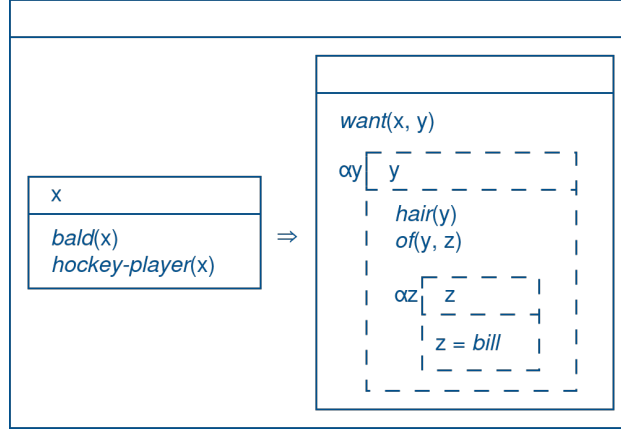 x
bald(x)
hockey-player(x)
⇒
want(x, y)
αy y
hair(y)
of(y, z)
αz z
z = bill